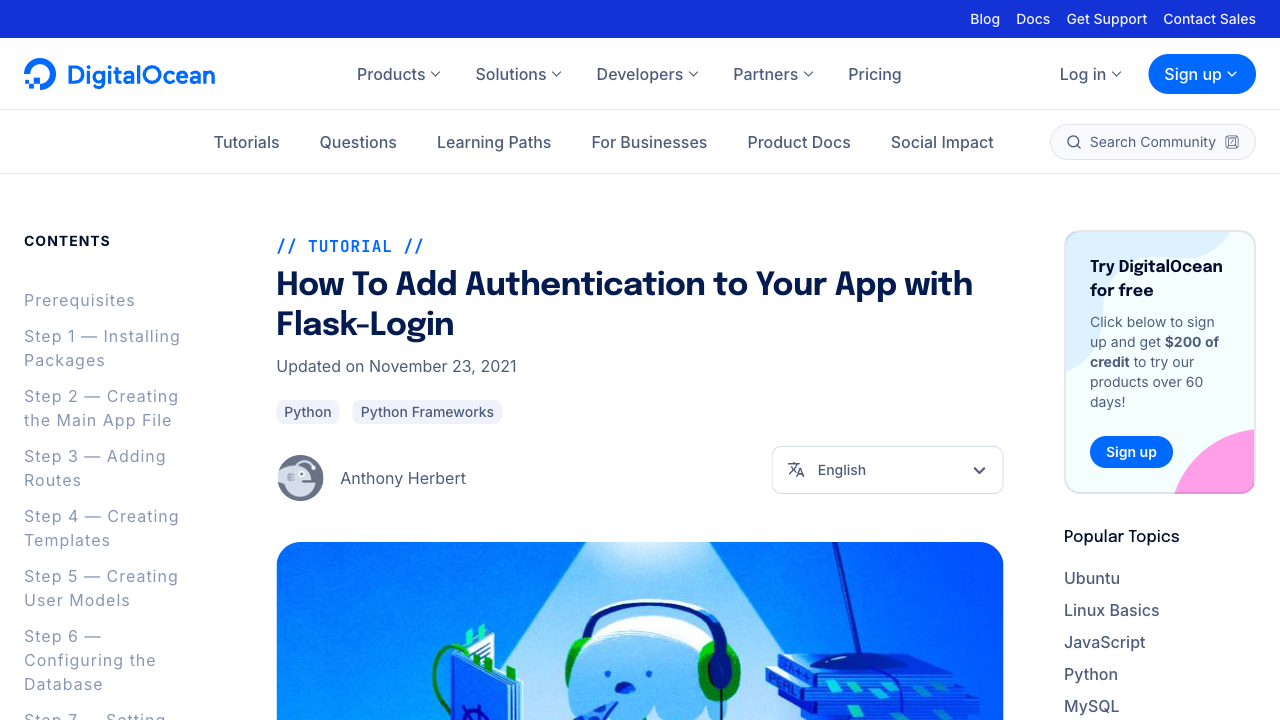 Blog Docs Get Support Contact Sales
DigitalOcean Products Solutions Developers Partners Pricing Log in Sign up
Tutorials Questions Learning Paths For Businesses Product Docs Social Impact Search Community
CONTENTS
Prerequisites
Step 1 — Installing
Packages
Step 2 — Creating
the Main App File
Step 3 — Adding
Routes
Step 4 — Creating
Templates
Step 5 — Creating
User Models
Step 6 —
Configuring the
Database
Step 7 — Setting
// TUTORIAL //
How To Add Authentication to Your App with
Flask-Login
Updated on November 23, 2021
Python Python Frameworks
Anthony Herbert
English
PERL
Try DigitalOcean
for free
Click below to sign
up and get $200 of
credit to try our
products over 60
days!
Sign up
Popular Topics
Ubuntu
Linux Basics
JavaScript
Python
MySQL